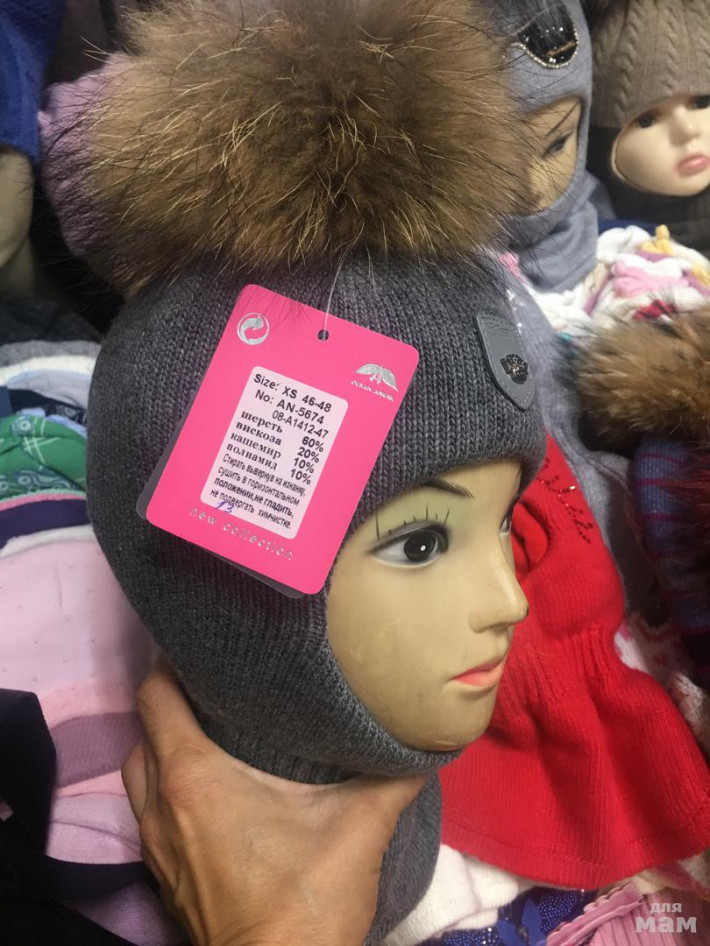 Size: XS 46-48
No: AN-5674
08-A1412-47
шерсть 60%
вискоза 20%
кашемир 10%
полиамид 10%
Стирать вывернув на изнанку,
сушить в горизонтальном
положении, не гладить,
не подвергать химчистке.
new collection
для
мам